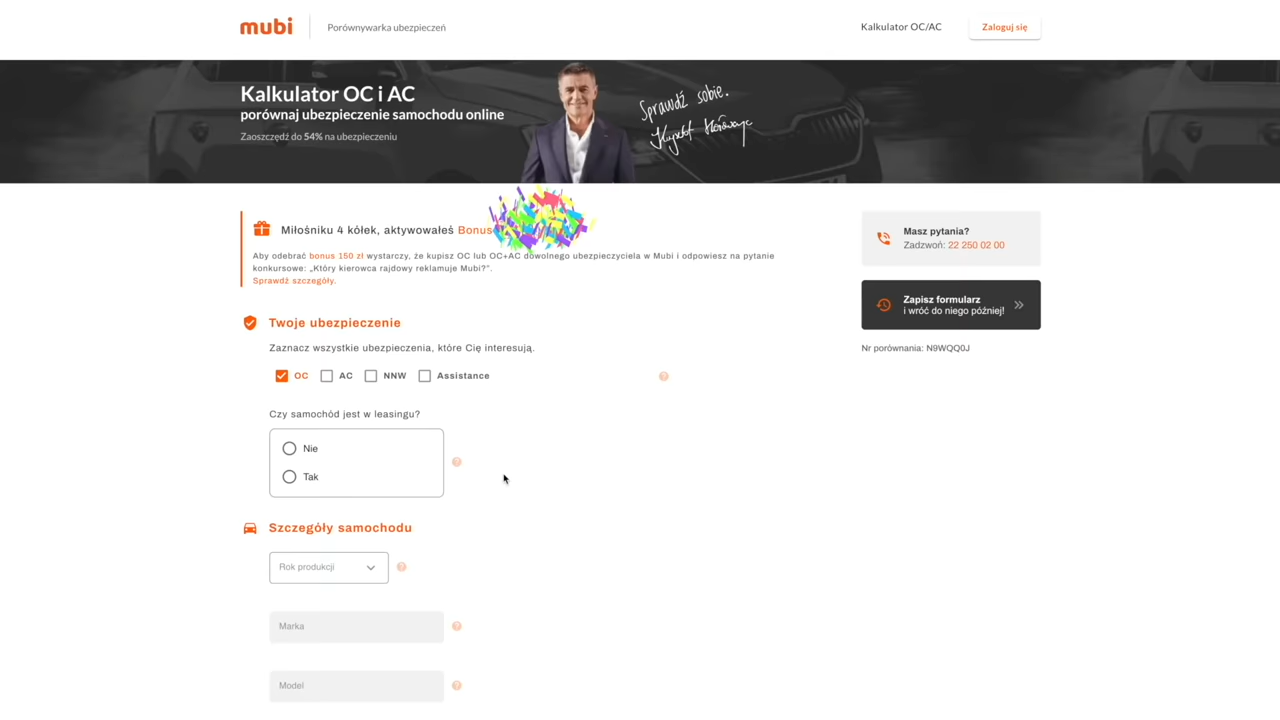 mubi
Porównywarka ubezpieczeń
Kalkulator OC/AC
Zaloguj się
Kalkulator OC i AC
porównaj ubezpieczenie samochodu online
Zaoszczędź do 54% na ubezpieczeniu
Sprawdź sobie.
Miłośniku 4 kółek, aktywowałeś Bonus
Aby odebrać bonus 150 zł wystarczy, że kupisz OC lub OC+AC dowolnego ubezpieczyciela w Mubi i odpowiesz na pytanie
konkursowe: „Który kierowca rajdowy reklamuje Mubi?”.
Sprawdź szczegóły.
Masz pytania?
Zadzwoń: 22 250 02 00
Zapisz formularz
i wróć do niego później!
Nr porównania: N9WQQ0J
Twoje ubezpieczenie
Zaznacz wszystkie ubezpieczenia, które Cię interesują.
OC AC NNW Assistance
Czy samochód jest w leasingu?
Nie
Tak
Szczegóły samochodu
Rok produkcji
Marka
Model